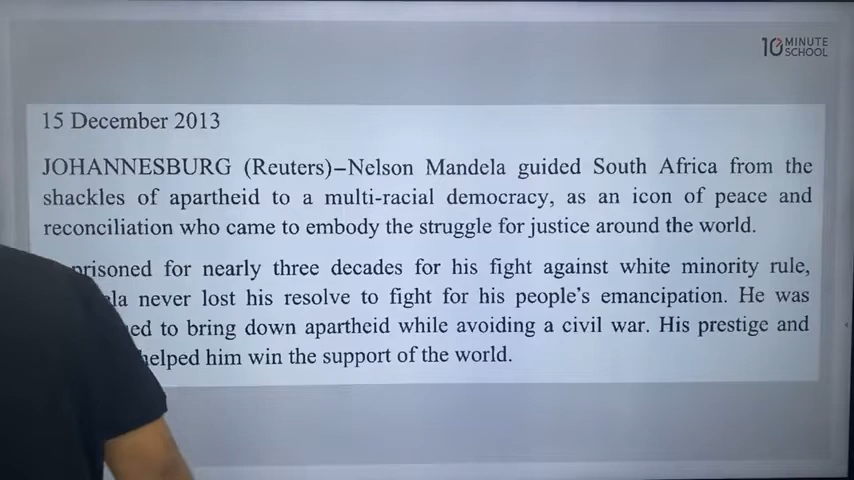 10 MINUTE
SCHOOL
15 December 2013
JOHANNESBURG (Reuters)–Nelson Mandela guided South Africa from the
shackles of apartheid to a multi-racial democracy, as an icon of peace and
reconciliation who came to embody the struggle for justice around the world.
prisoned for nearly three decades for his fight against white minority rule,
la never lost his resolve to fight for his people's emancipation. He was
ed to bring down apartheid while avoiding a civil war. His prestige and
helped him win the support of the world.